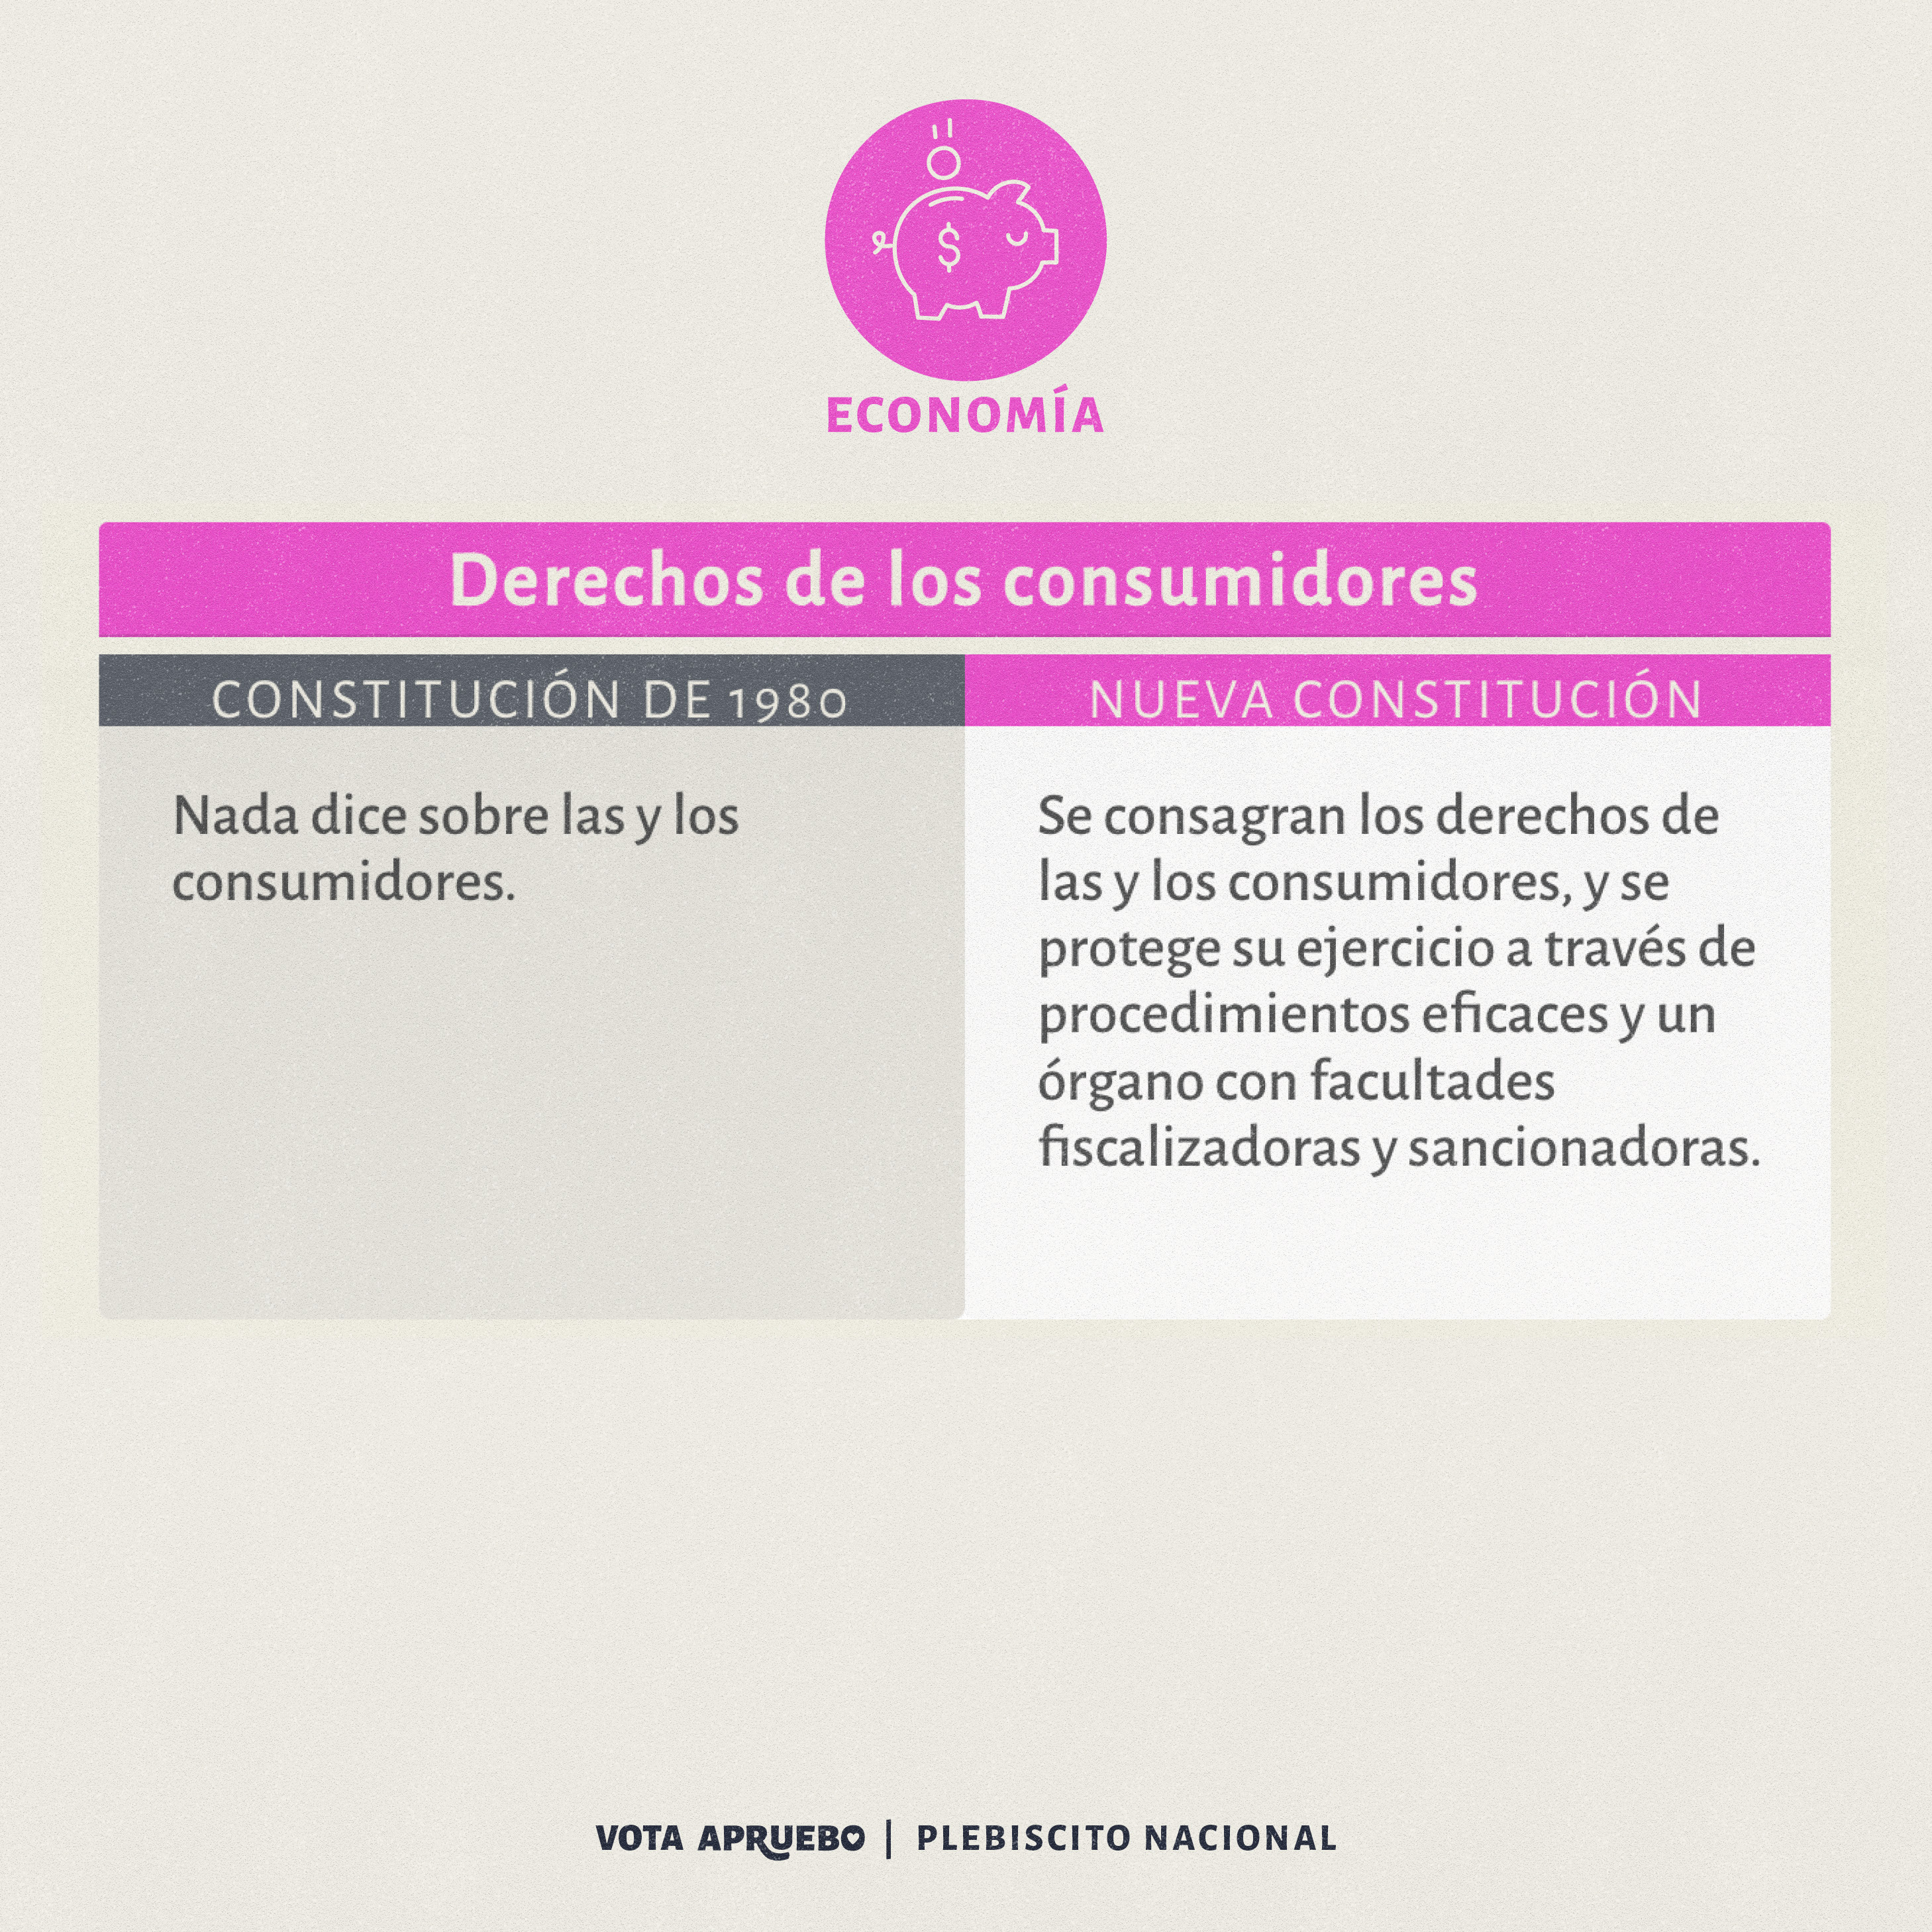 $
ECONOMÍA
Derechos de los consumidores
CONSTITUCIÓN DE 1980
Nada dice sobre las y los
consumidores.
NUEVA CONSTITUCIÓN
Se consagran los derechos de
las y los consumidores, y se
protege su ejercicio a través de
procedimientos eficaces y un
órgano con facultades
fiscalizadoras y sancionadoras.
VOTA APRUEBO | PLEBISCITO NACIONAL